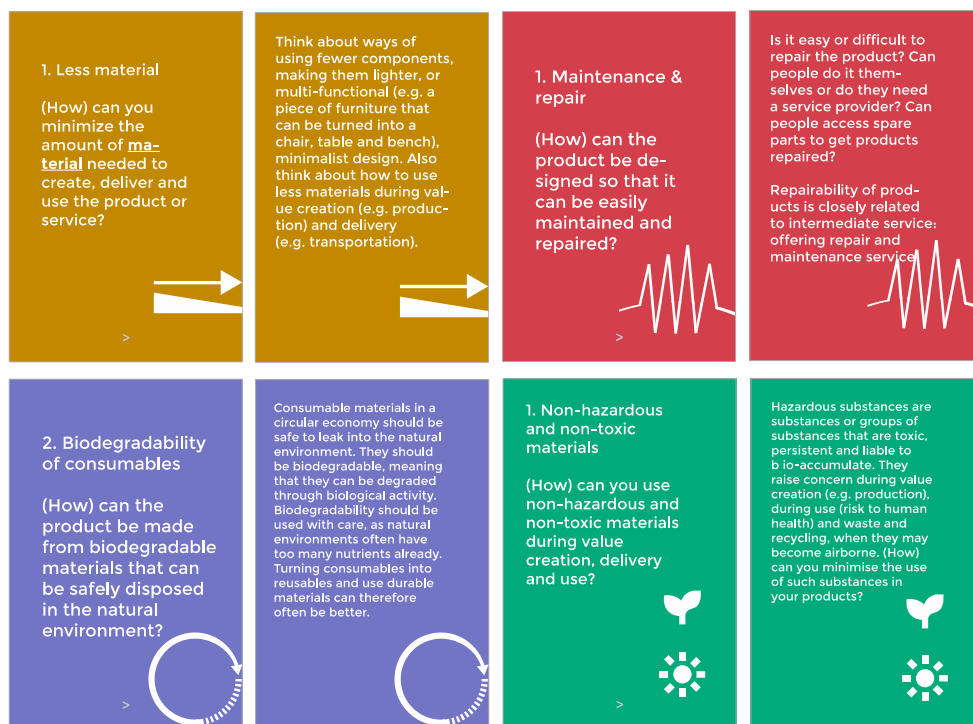 1. Less material
(How) can you
minimize the
amount of ma-
terial needed to
create, deliver and
use the product or
service?
>
Think about ways of
using fewer components,
making them lighter, or
multi-functional (e.g. a
piece of furniture that
can be turned into a
chair, table and bench),
minimalist design. Also
think about how to use
less materials during val-
ue creation (e.g. produc-
tion) and delivery
(e.g. transportation).
1. Maintenance &
repair
(How) can the
product be de-
signed so that it
can be easily
maintained and
repaired?
>
Is it easy or difficult to
repair the product? Can
people do it them-
selves or do they need
a service provider? Can
people access spare
parts to get products
repaired?
Repairability of prod-
ucts is closely related
to intermediate service:
offering repair and
maintenance service
2. Biodegradability
of consumables
(How) can the
product be made
from biodegradable
materials that can
be safely disposed
in the natural
environment?
>
Consumable materials in a
circular economy should be
safe to leak into the natural
environment. They should
be biodegradable, meaning
that they can be degraded
through biological activity.
Biodegradability should be
used with care, as natural
environments often have
too many nutrients already.
Turning consumables into
reusables and use durable
materials can therefore
often be better.
1. Non-hazardous
and non-toxic
materials
(How) can you use
non-hazardous and
non-toxic materials
during value
creation, delivery
and use?
>
Hazardous substances are
substances or groups of
substances that are toxic,
persistent and liable to
b io-accumulate. They
raise concern during value
creation (e.g. production),
during use (risk to human
health) and waste and
recycling, when they may
become airborne. (How)
can you minimise the use
of such substances in
your products?